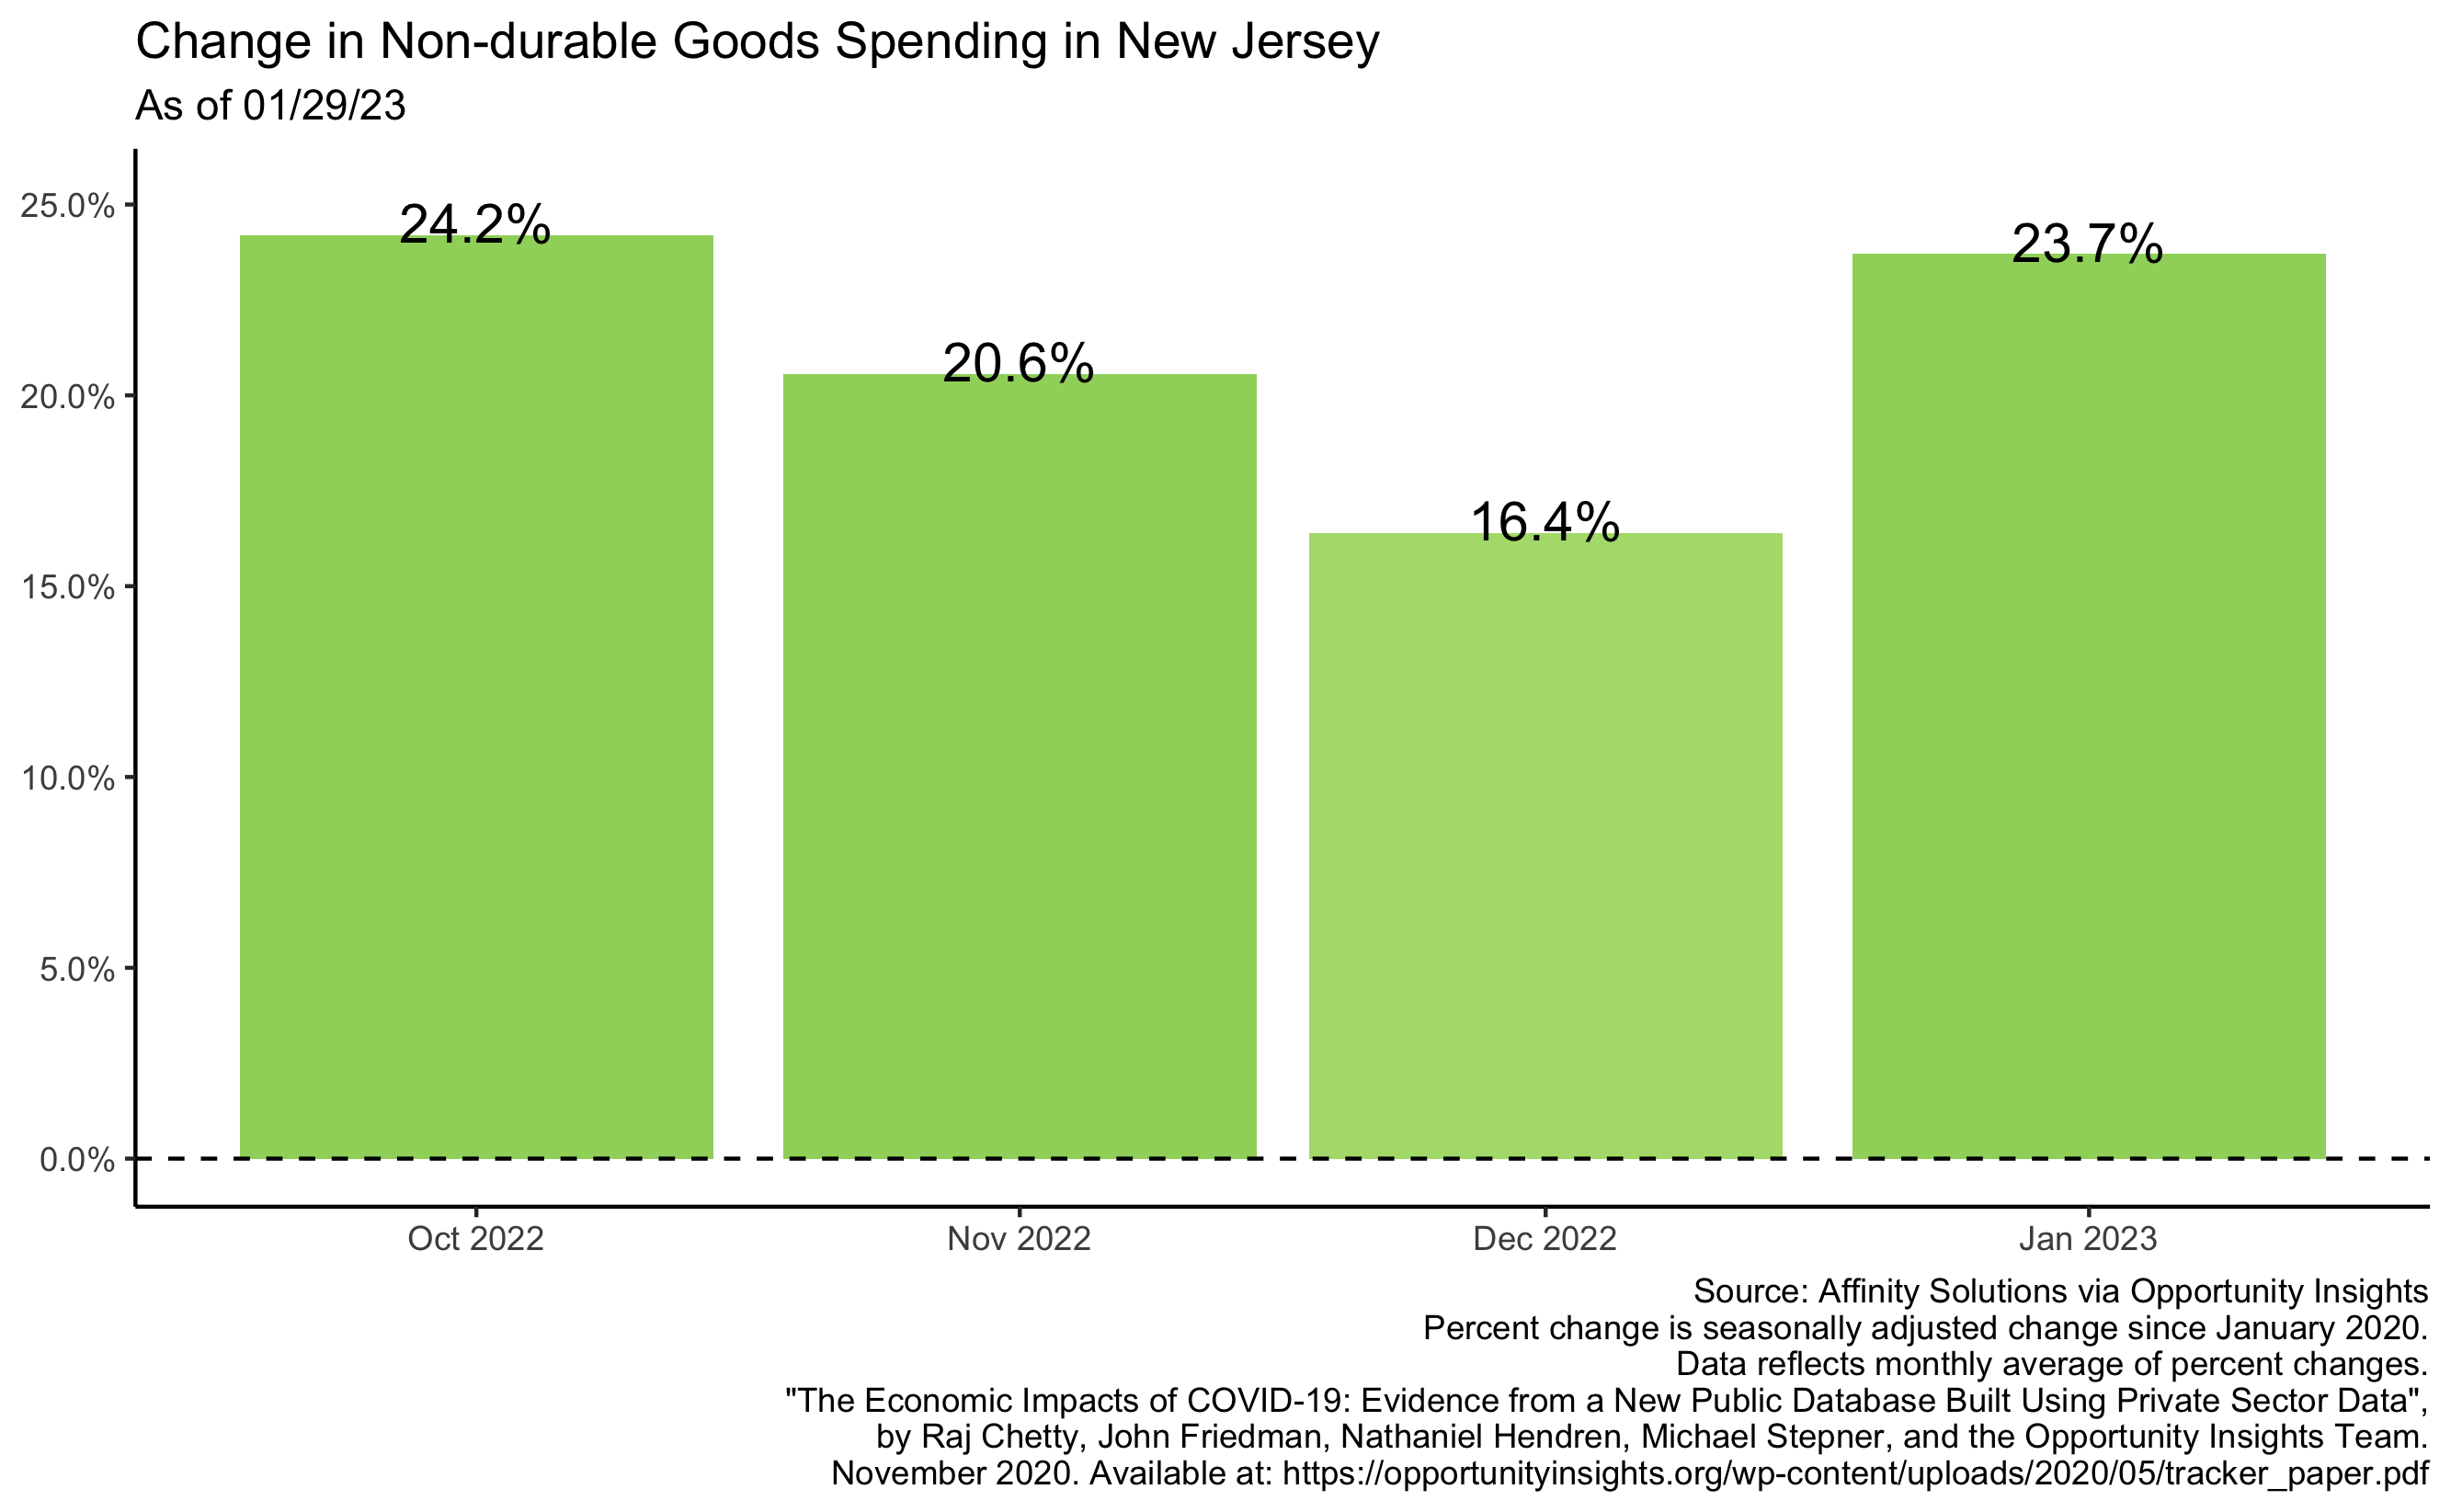 Change in Non-durable Goods Spending in New Jersey
As of 01/29/23
25.0%
20.0%
15.0%
10.0%
5.0%
0.0%
24.2%
20.6%
16.4%
23.7%
Oct 2022
Nov 2022
Dec 2022
Jan 2023
Source: Affinity Solutions via Opportunity Insights
Percent change is seasonally adjusted change since January 2020.
Data reflects monthly average of percent changes.
"The Economic Impacts of COVID-19: Evidence from a New Public Database Built Using Private Sector Data",
by Raj Chetty, John Friedman, Nathaniel Hendren, Michael Stepner, and the Opportunity Insights Team.
November 2020. Available at: https://opportunityinsights.org/wp-content/uploads/2020/05/tracker_paper.pdf